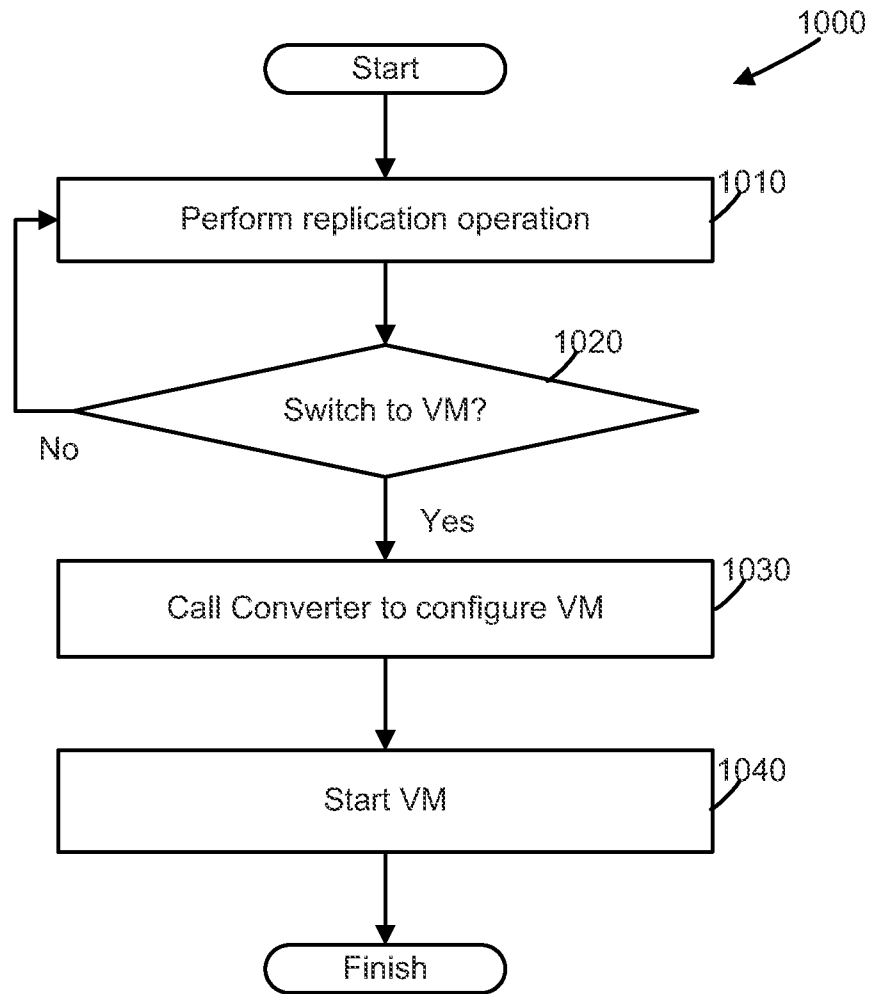 1000
Start
1010
Perform replication operation
1020
Switch to VM?
No
Yes
1030
Call Converter to configure VM
1040
Start VM
Finish